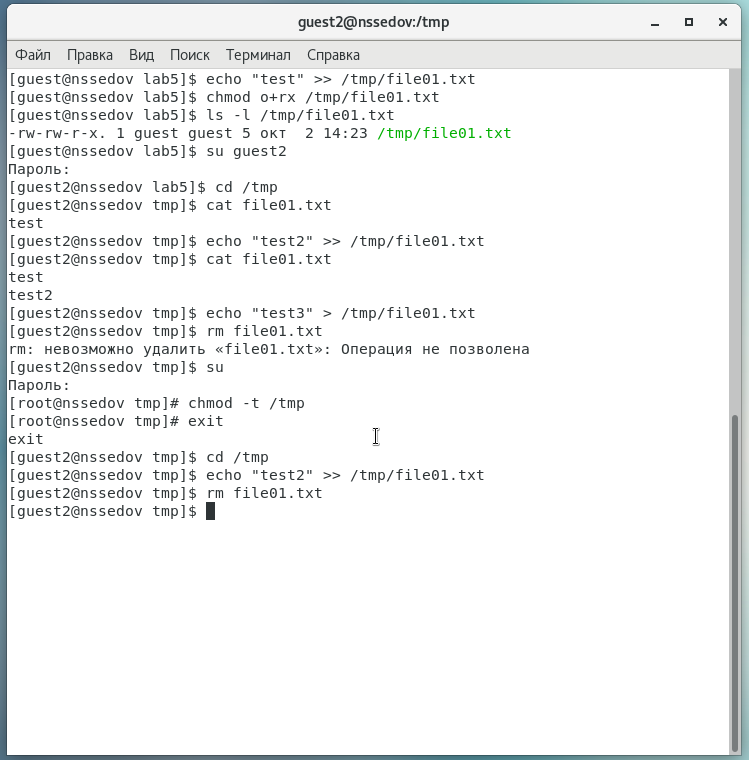 guest2@nssedov:/tmp
Файл Правка Вид Поиск Терминал Справка
[guest@nssedov lab5]$ echo "test" >> /tmp/file01.txt
[guest@nssedov lab5]$ chmod o+rx /tmp/file01.txt
[guest@nssedov lab5]$ ls -l /tmp/file01.txt
-rw-rw-r-x. 1 guest guest 5 окт  2 14:23 /tmp/file01.txt
[guest@nssedov lab5]$ su guest2
Пароль:
[guest2@nssedov lab5]$ cd /tmp
[guest2@nssedov tmp]$ cat file01.txt
test
[guest2@nssedov tmp]$ echo "test2" >> /tmp/file01.txt
[guest2@nssedov tmp]$ cat file01.txt
test
test2
[guest2@nssedov tmp]$ echo "test3" > /tmp/file01.txt
[guest2@nssedov tmp]$ rm file01.txt
rm: невозможно удалить «file01.txt»: Операция не позволена
[guest2@nssedov tmp]$ su
Пароль:
[root@nssedov tmp]# chmod -t /tmp
[root@nssedov tmp]# exit
exit
[guest2@nssedov tmp]$ cd /tmp
[guest2@nssedov tmp]$ echo "test2" >> /tmp/file01.txt
[guest2@nssedov tmp]$ rm file01.txt
[guest2@nssedov tmp]$